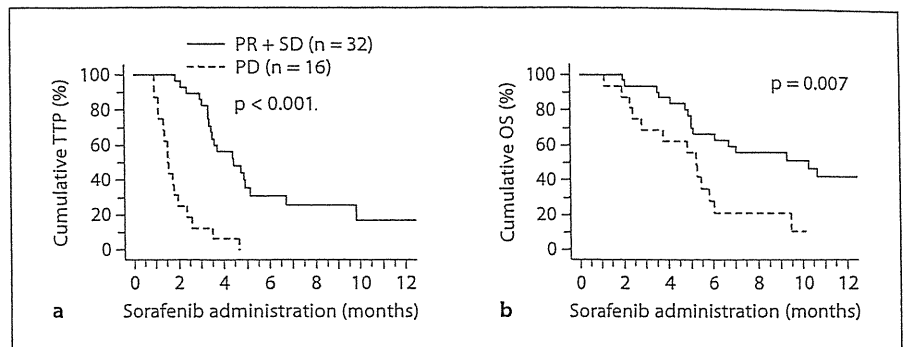 PR + SD (n = 32)
PD (n = 16)
p < 0.001.
Cumulative TTP (%)
100
80
60
40
20
0
0 2 4 6 8 10 12
Sorafenib administration (months)
a
p = 0.007
Cumulative OS (%)
100
80
60
40
20
0
0 2 4 6 8 10 12
Sorafenib administration (months)
b